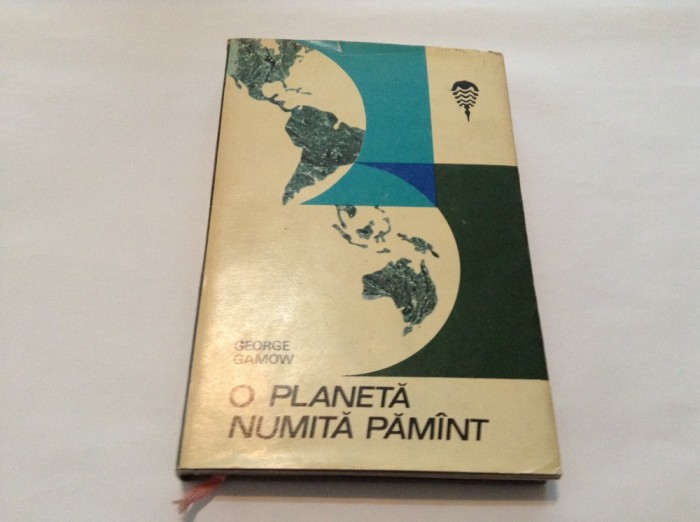 GEORGE
GAMOW
O PLANETĂ
NUMITĂ PĂMÎNT